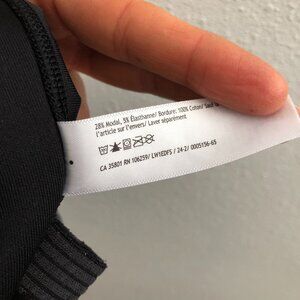 28% Modal, 5% Élasthanne/ Bordure: 100% Coton/ Sauf
l'article sur l'envers/ Laver séparément
CA 35801 RN 106259/ LW1EDFS / 24-2/ 0005156-65